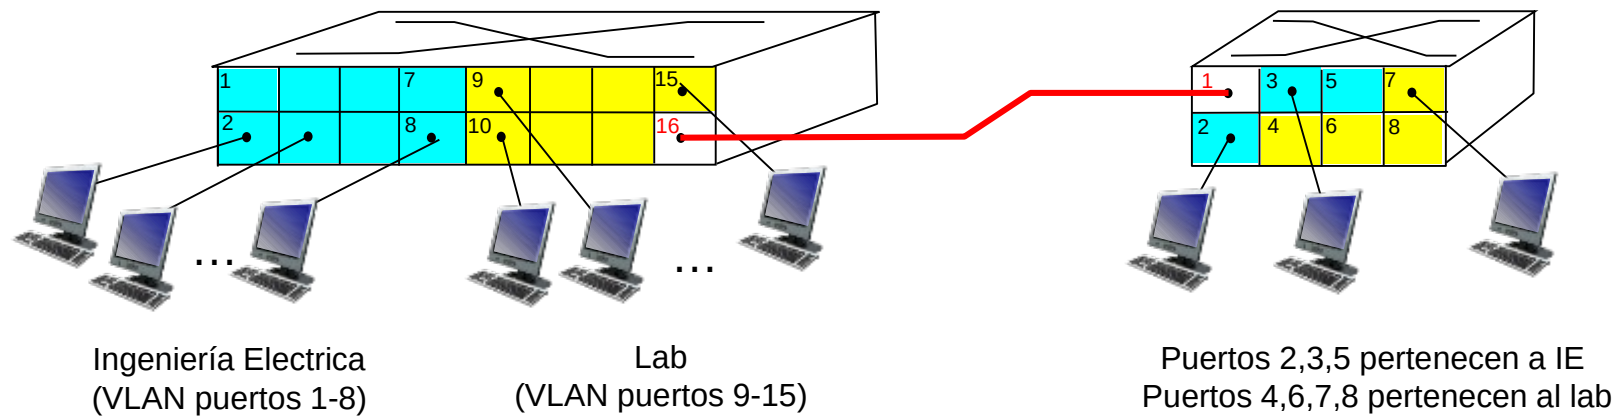 1 7 9 15
2 8 10 16
1 3 5 7
2 4 6 8
... ...
Ingeniería Electrica
(VLAN puertos 1-8)
Lab
(VLAN puertos 9-15)
Puertos 2,3,5 pertenecen a IE
Puertos 4,6,7,8 pertenecen al lab